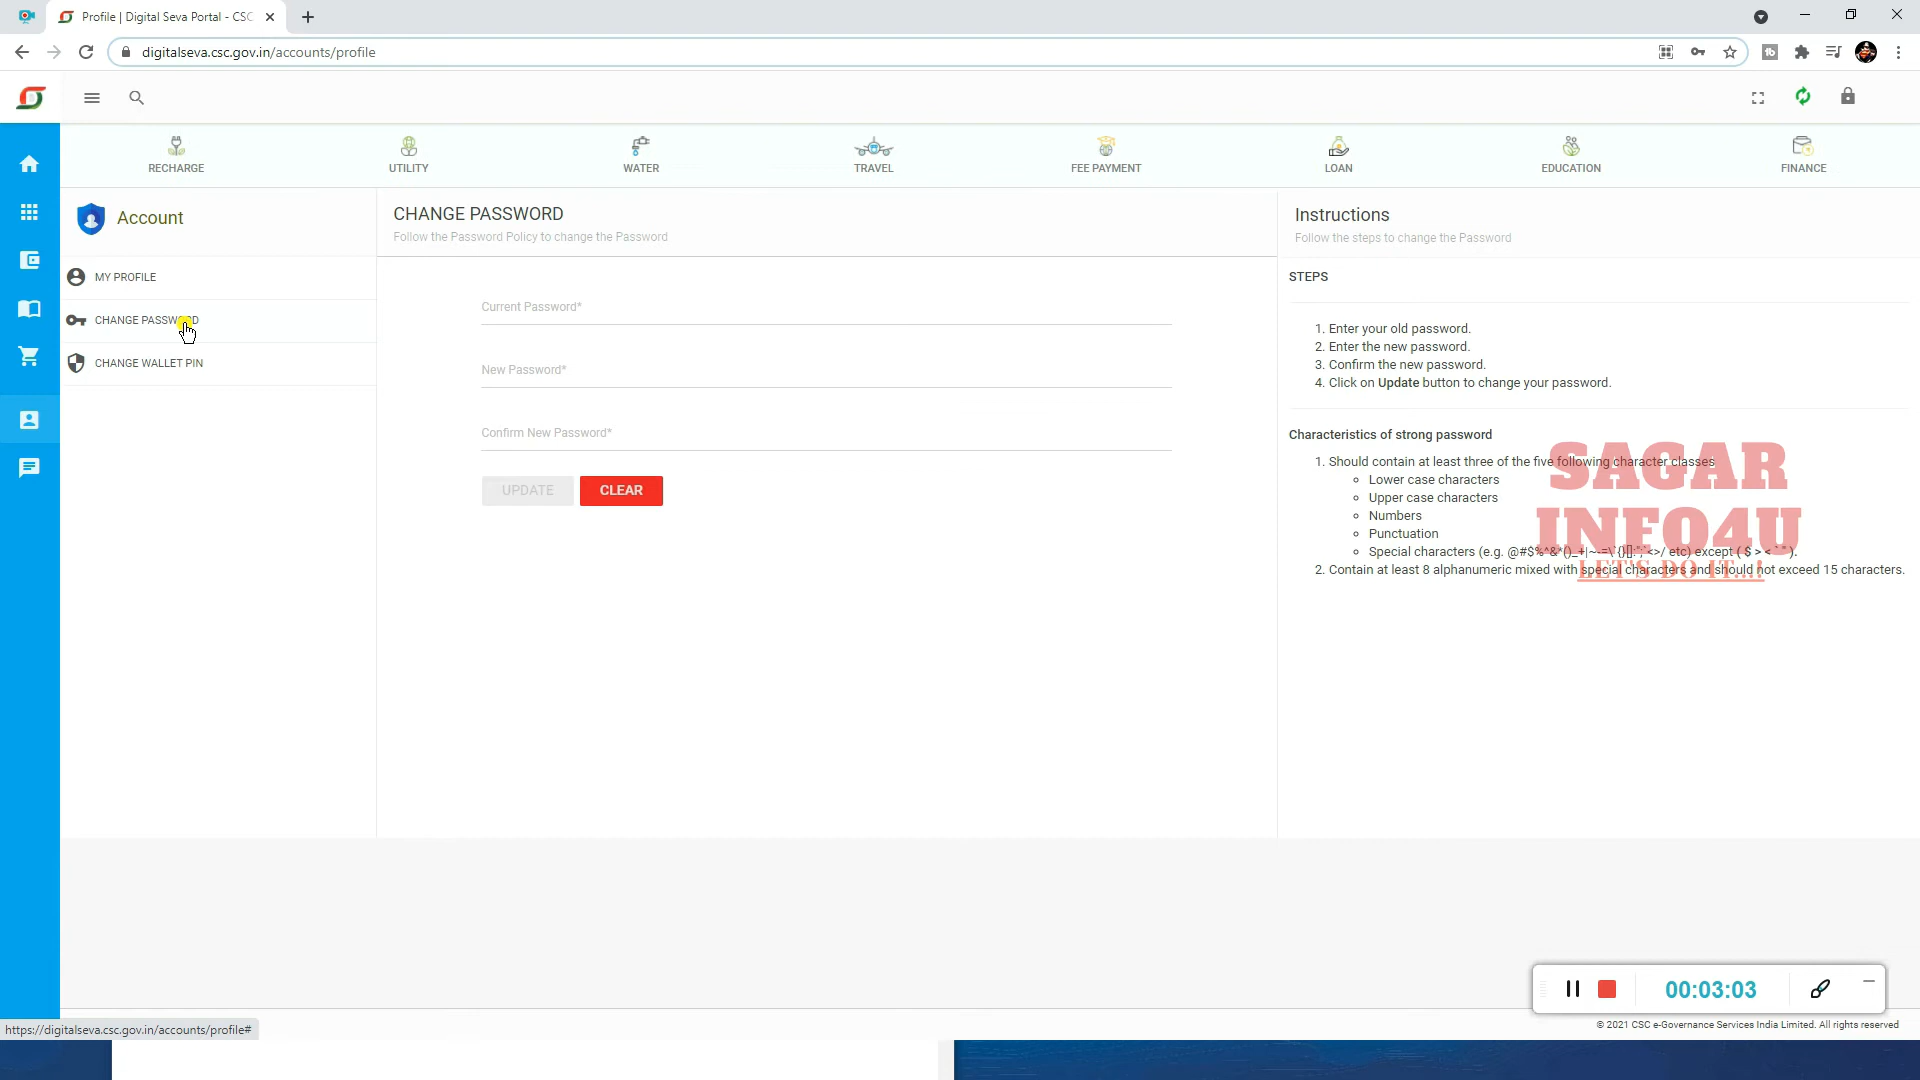 Profile | Digital Seva Portal - CSC
digitalseva.csc.gov.in/accounts/profile
RECHARGE
UTILITY
WATER
TRAVEL
FEE PAYMENT
LOAN
EDUCATION
FINANCE
Account
MY PROFILE
CHANGE PASSWORD
CHANGE WALLET PIN
CHANGE PASSWORD
Follow the Password Policy to change the Password
Current Password*
New Password*
Confirm New Password*
UPDATE
CLEAR
Instructions
Follow the steps to change the Password
STEPS
1. Enter your old password.
2. Enter the new password.
3. Confirm the new password.
4. Click on Update button to change your password.
Characteristics of strong password
1. Should contain at least three of the five following character classes
Lower case characters
Upper case characters
Numbers
Punctuation
Special characters (e.g. etc) except
2. Contain at least 8 alphanumeric mixed with special characters and should not exceed 15 characters.
SAGAR
INFO4U
LET'S DO IT...!
00:03:03
https://digitalseva.csc.gov.in/accounts/profile#
© 2021 CSC e-Governance Services India Limited. All rights reserved